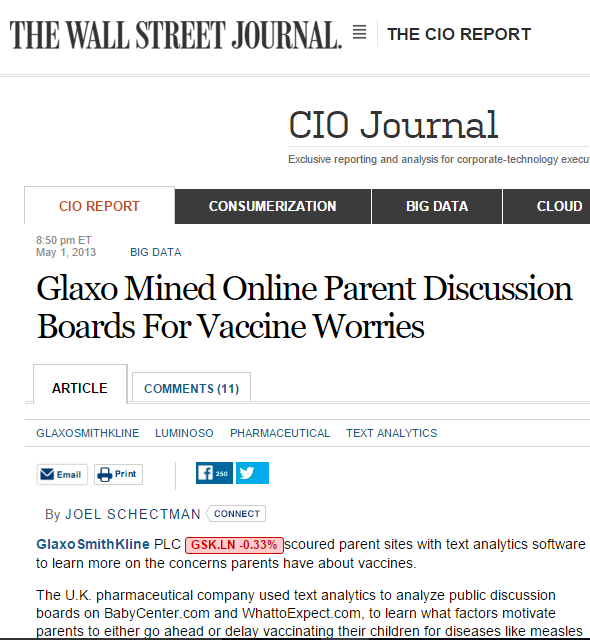 THE WALL STREET JOURNAL. THE CIO REPORT
CIO Journal
Exclusive reporting and analysis for corporate-technology execu
CIO REPORT CONSUMERIZATION BIG DATA CLOUD
8:50 pm ET
May 1, 2013 BIG DATA
Glaxo Mined Online Parent Discussion
Boards For Vaccine Worries
ARTICLE COMMENTS (11)
GLAXOSMITHKLINE LUMINOSO PHARMACEUTICAL TEXT ANALYTICS
Email Print 250
By JOEL SCHECTMAN CONNECT
GlaxoSmithKline PLC GSK.LN -0.33% scoured parent sites with text analytics software
to learn more on the concerns parents have about vaccines.
The U.K. pharmaceutical company used text analytics to analyze public discussion
boards on BabyCenter.com and WhattoExpect.com, to learn what factors motivate
parents to either go ahead or delay vaccinating their children for diseases like measles